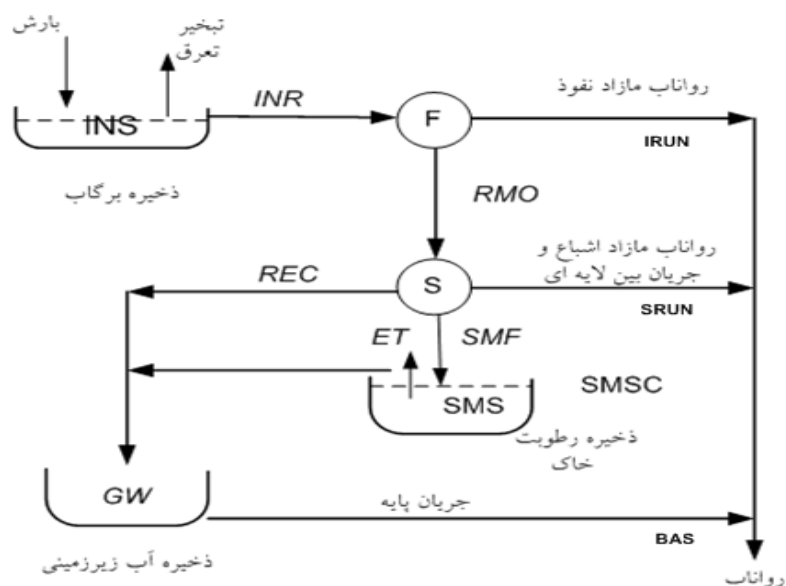 بارش
تبخیر
تعرق
INS
INR
F
رواناب مازاد نفوذ
IRUN
ذخیره برگاب
RMO
رواناب مازاد اشباع و
جریان بین لایه ای
REC
S
SRUN
ET
SMF
SMS
SMSC
ذخیره رطوبت
خاک
GW
جریان پایه
BAS
ذخیره آب زیرزمینی
رواناب